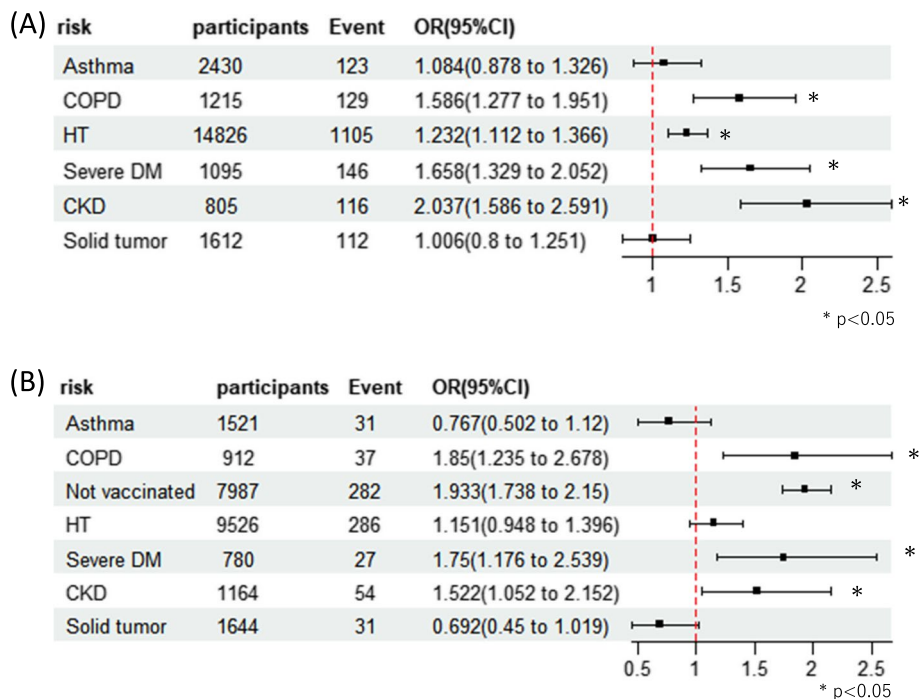 (A) risk participants Event OR(95%CI)
Asthma 2430 123 1.084(0.878 to 1.326)
COPD 1215 129 1.586(1.277 to 1.951) *
HT 14826 1105 1.232(1.112 to 1.366) *
Severe DM 1095 146 1.658(1.329 to 2.052) *
CKD 805 116 2.037(1.586 to 2.591) *
Solid tumor 1612 112 1.006(0.8 to 1.251)
1 1.5 2 2.5
* p<0.05
(B) risk participants Event OR(95%CI)
Asthma 1521 31 0.767(0.502 to 1.12)
COPD 912 37 1.85(1.235 to 2.678) *
Not vaccinated 7987 282 1.933(1.738 to 2.15) *
HT 9526 286 1.151(0.948 to 1.396)
Severe DM 780 27 1.75(1.176 to 2.539) *
CKD 1164 54 1.522(1.052 to 2.152) *
Solid tumor 1644 31 0.692(0.45 to 1.019)
0.5 1 1.5 2 2.5
* p<0.05